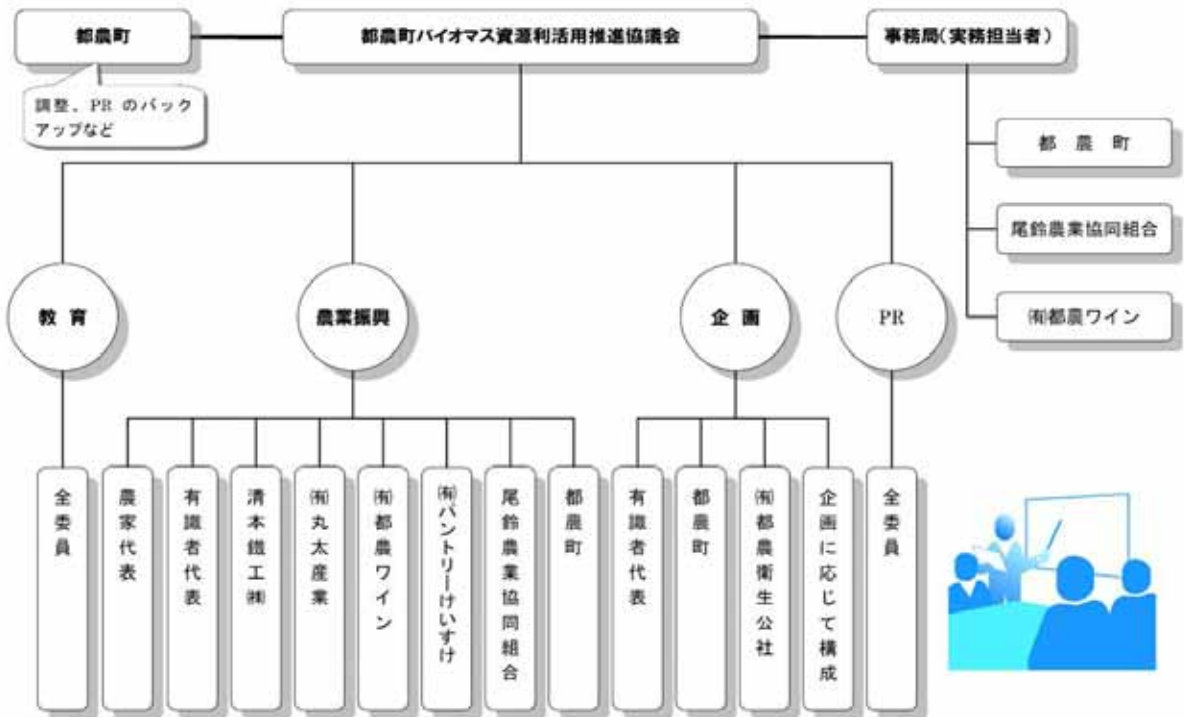 都農町
都農町バイオマス資源利活用推進協議会
事務局(実務担当者)
調整、PR のバック
アップなど
都 農 町
尾鈴農業協同組合
㈲都農ワイン
教 育
農業振興
企 画
PR
全委員
農家代表
有識者代表
清本鐵工㈱
㈲丸太産業
㈲都農ワイン
㈲パントリーけいすけ
尾鈴農業協同組合
都農町
有識者代表
都農町
㈲都農衛生公社
企画に応じて構成
全委員